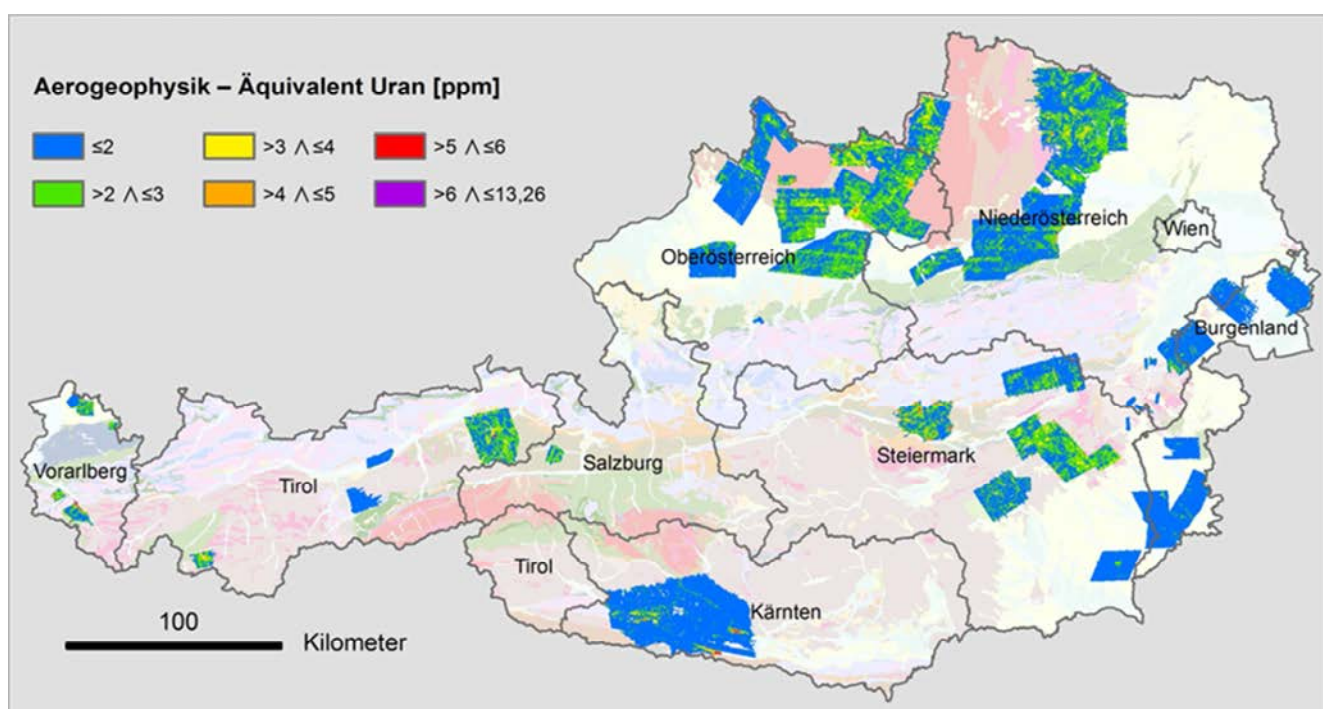 Aerogeophysik – Äquivalent Uran [ppm]
≤2
>3 ∧ ≤4
>5 ∧ ≤6
>2 ∧ ≤3
>4 ∧ ≤5
>6 ∧ ≤13,26
Niederösterreich
Wien
Oberösterreich
Burgenland
Vorarlberg
Tirol
Salzburg
Steiermark
Tirol
Kärnten
100
Kilometer